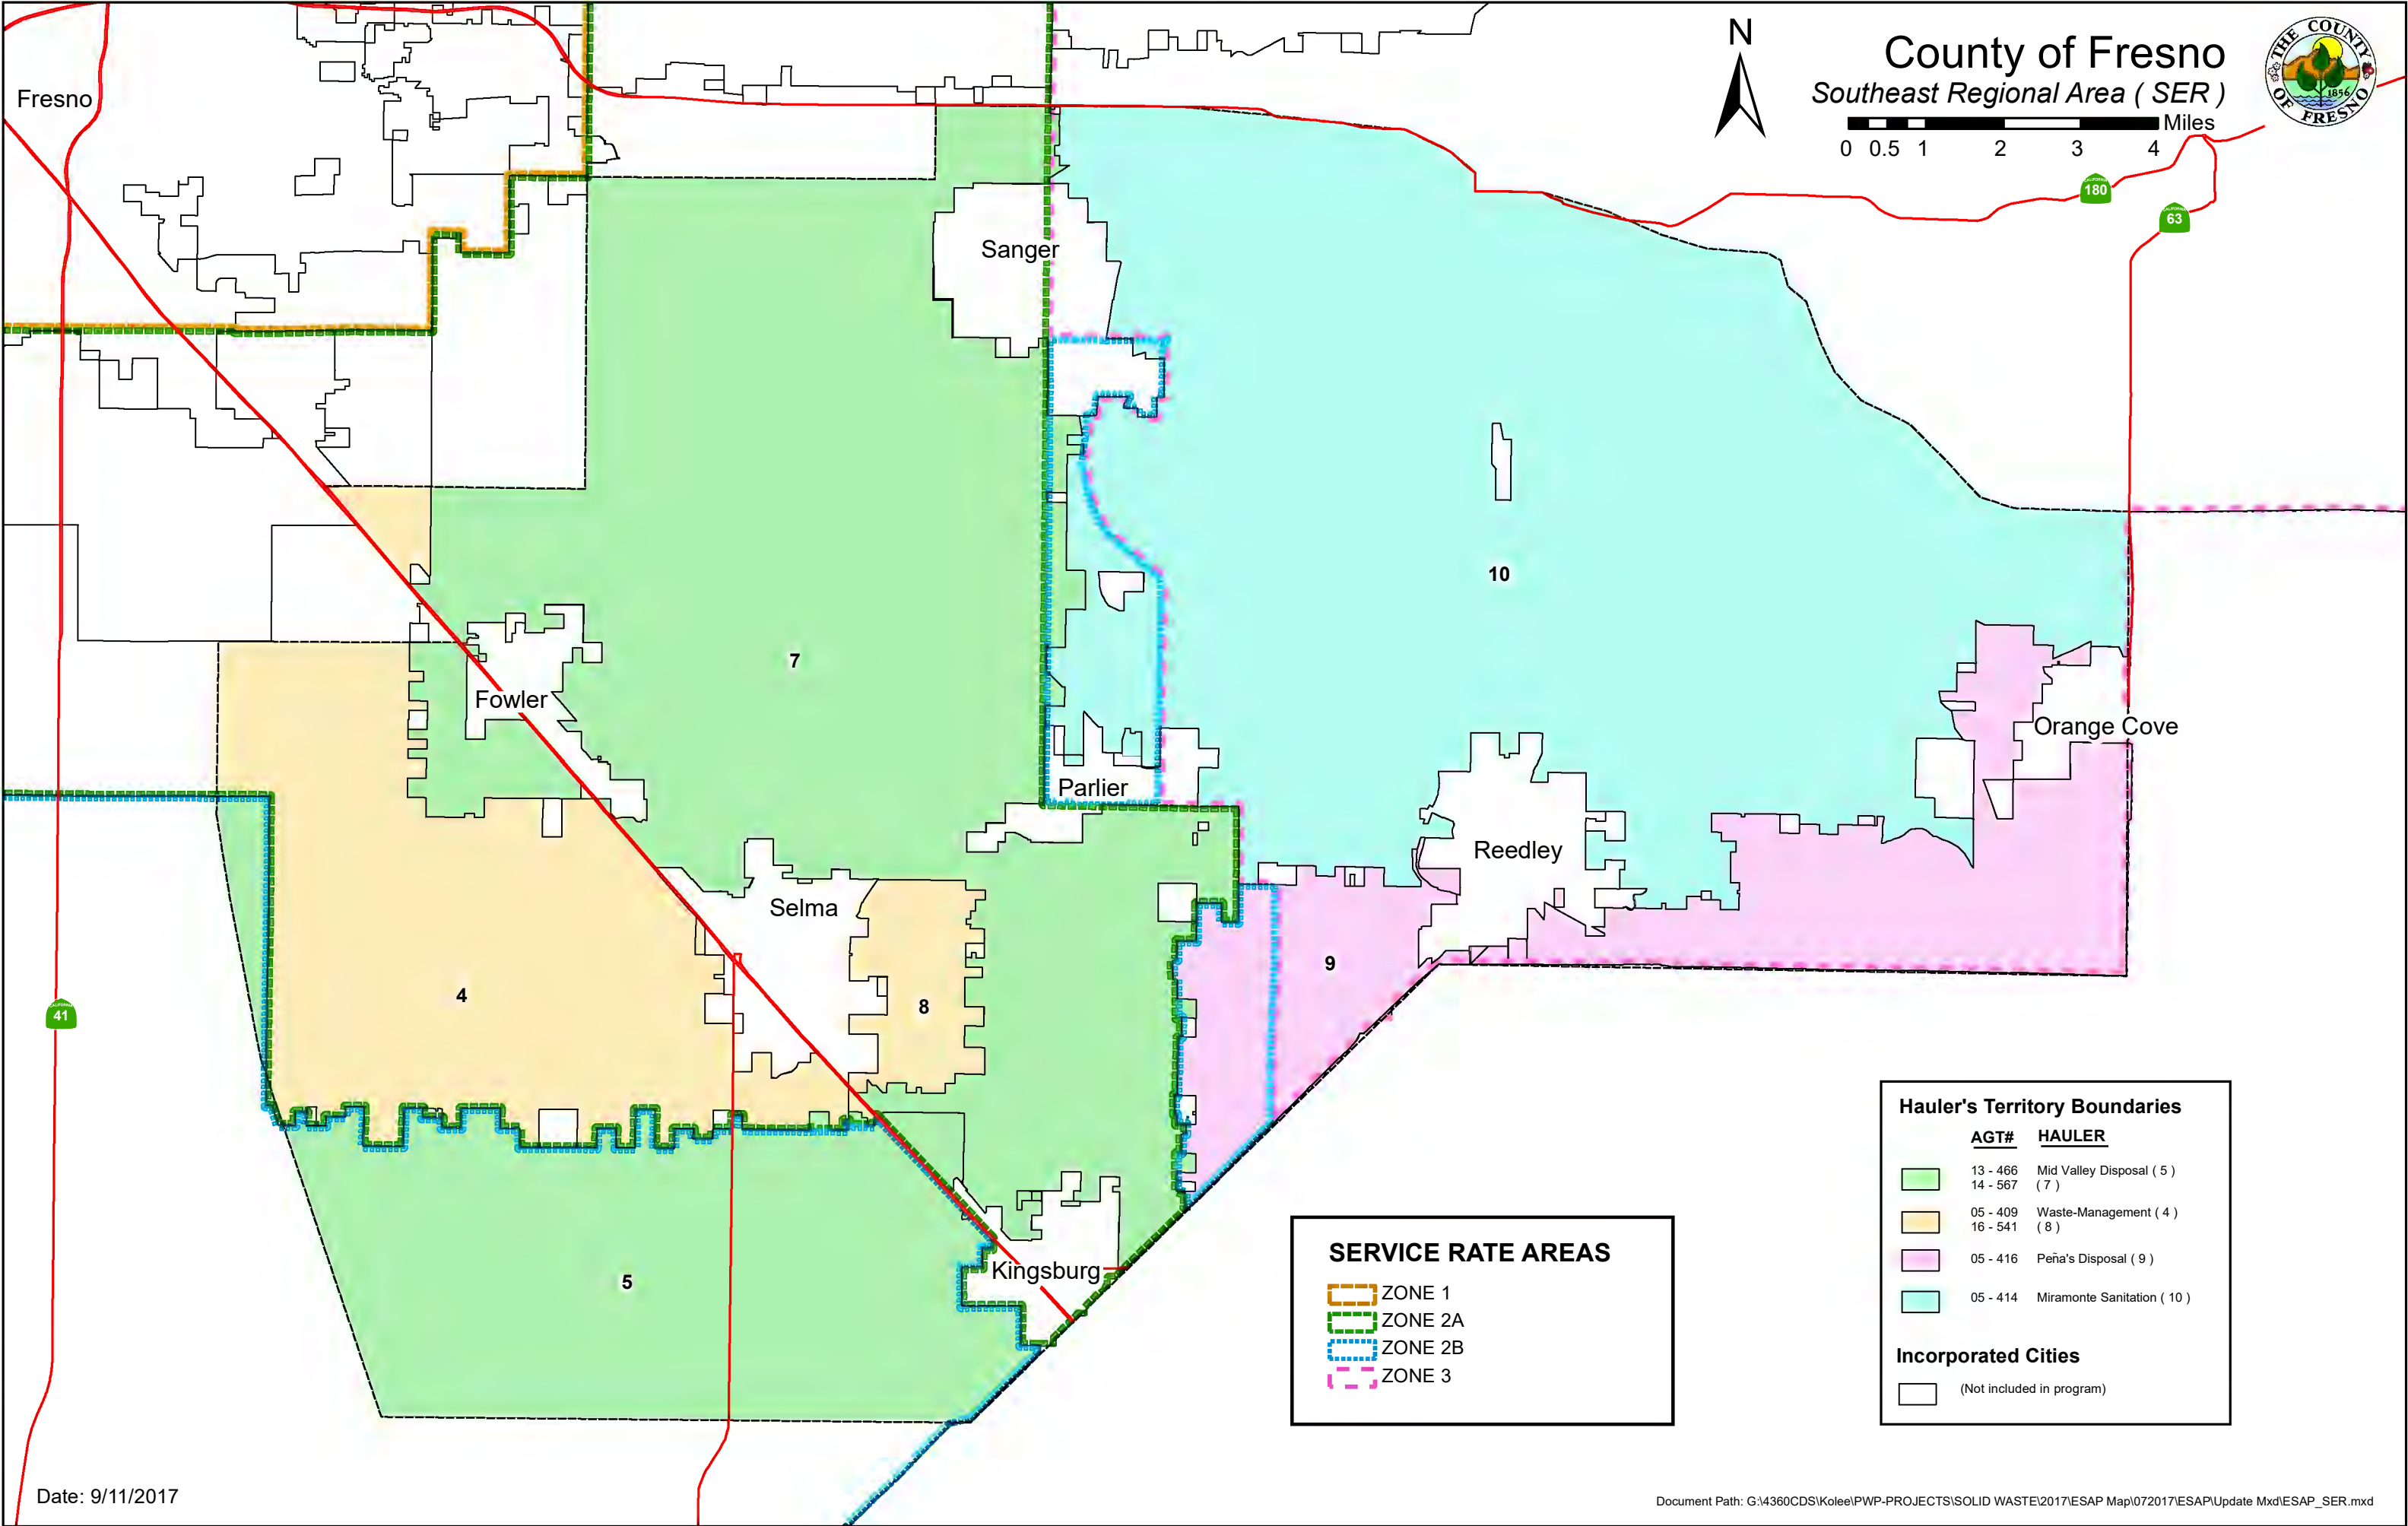 County of Fresno
Southeast Regional Area ( SER )
Miles
0 0.5 1 2 3 4
N
THE COUNTY OF FRESNO
1856
Fresno
180
63
Sanger
10
7
Fowler
Orange Cove
Parlier
Reedley
Selma
9
4
8
41
Kingsburg
5
SERVICE RATE AREAS
ZONE 1
ZONE 2A
ZONE 2B
ZONE 3
Hauler's Territory Boundaries
AGT# HAULER
13 - 466 Mid Valley Disposal ( 5 )
14 - 567 ( 7 )
05 - 409 Waste-Management ( 4 )
16 - 541 ( 8 )
05 - 416 Peña's Disposal ( 9 )
05 - 414 Miramonte Sanitation ( 10 )
Incorporated Cities
(Not included in program)
Date: 9/11/2017
Document Path: G:\4360CDS\Kolee\PWP-PROJECTS\SOLID WASTE\2017\ESAP Map\072017\ESAP\Update Mxd\ESAP_SER.mxd